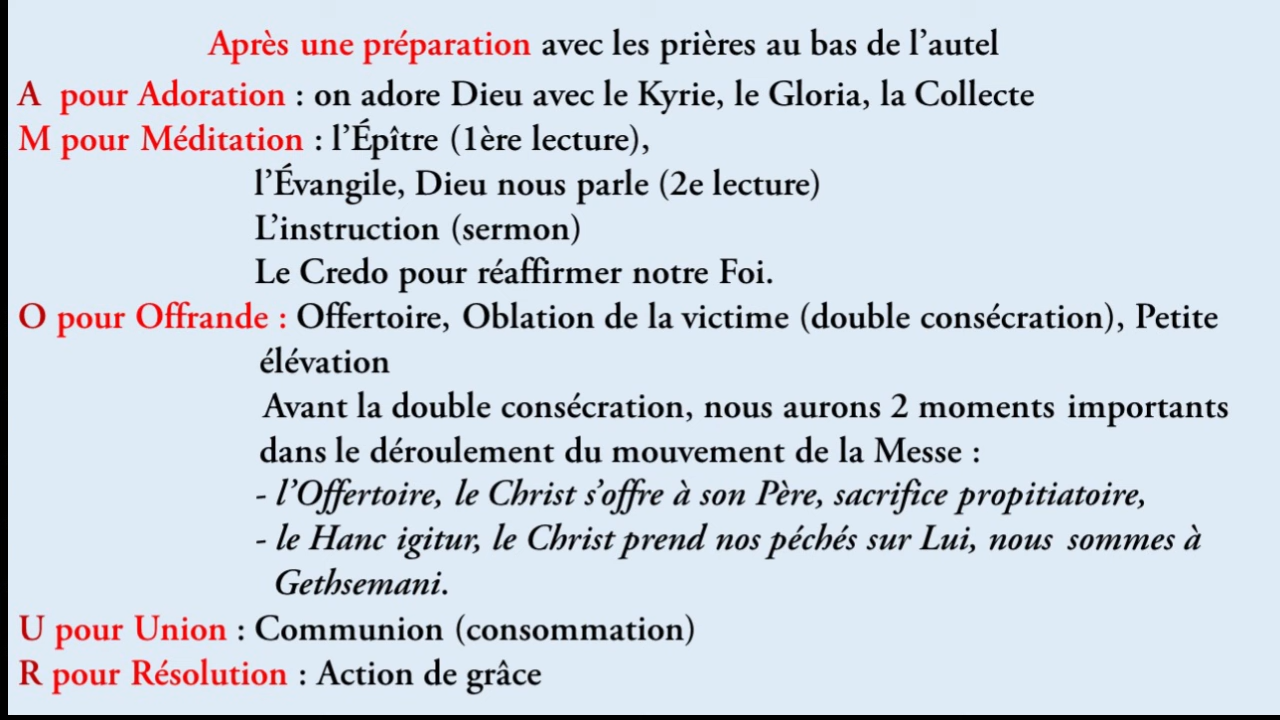 Après une préparation avec les prières au bas de l’autel
A pour Adoration : on adore Dieu avec le Kyrie, le Gloria, la Collecte
M pour Méditation : l’Épître (1ère lecture),
l’Évangile, Dieu nous parle (2e lecture)
L’instruction (sermon)
Le Credo pour réaffirmer notre Foi.
O pour Offrande : Offertoire, Oblation de la victime (double consécration), Petite
élévation
Avant la double consécration, nous aurons 2 moments importants
dans le déroulement du mouvement de la Messe :
- l’Offertoire, le Christ s’offre à son Père, sacrifice propitiatoire,
- le Hanc igitur, le Christ prend nos péchés sur Lui, nous sommes à
Gethsemani.
U pour Union : Communion (consommation)
R pour Résolution : Action de grâce